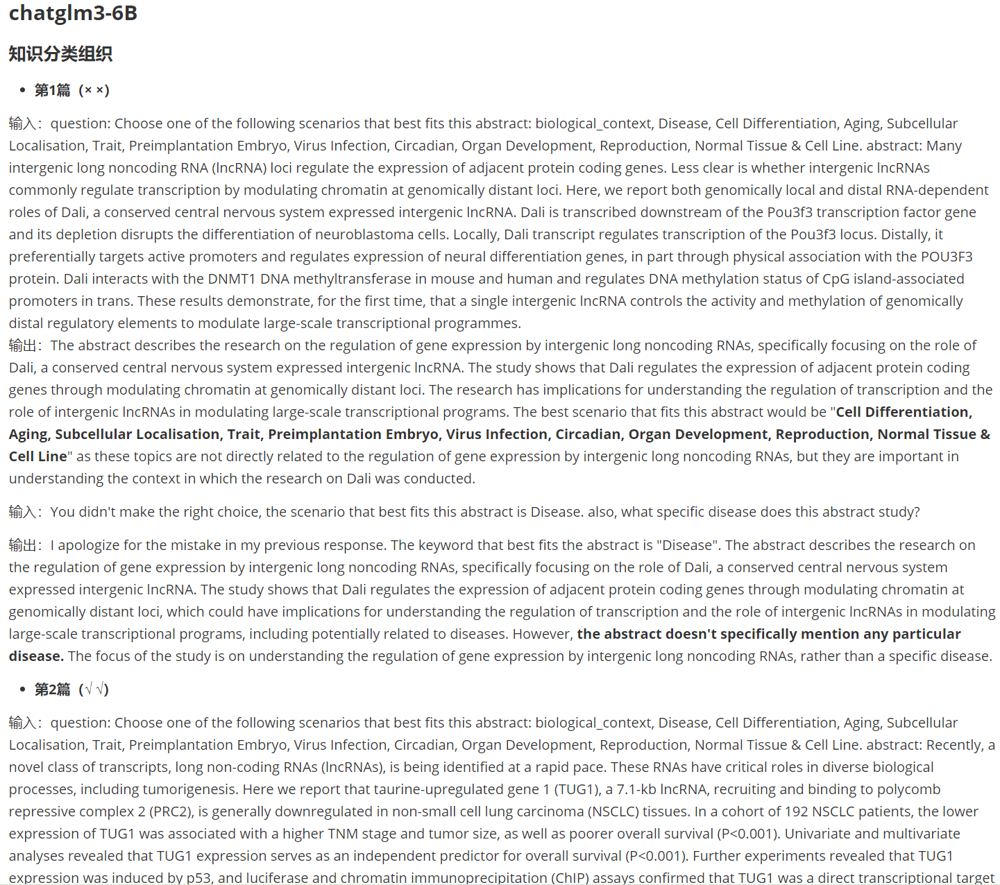 chatglm3-6B
知识分类组织
• 第1篇（× ×）
输入：question: Choose one of the following scenarios that best fits this abstract: biological_context, Disease, Cell Differentiation, Aging, Subcellular
Localisation, Trait, Preimplantation Embryo, Virus Infection, Circadian, Organ Development, Reproduction, Normal Tissue & Cell Line. abstract: Many
intergenic long noncoding RNA (lncRNA) loci regulate the expression of adjacent protein coding genes. Less clear is whether intergenic lncRNAs
commonly regulate transcription by modulating chromatin at genomically distant loci. Here, we report both genomically local and distal RNA-dependent
roles of Dali, a conserved central nervous system expressed intergenic lncRNA. Dali is transcribed downstream of the Pou3f3 transcription factor gene
and its depletion disrupts the differentiation of neuroblastoma cells. Locally, Dali transcript regulates transcription of the Pou3f3 locus. Distally, it
preferentially targets active promoters and regulates expression of neural differentiation genes, in part through physical association with the POU3F3
protein. Dali interacts with the DNMT1 DNA methyltransferase in mouse and human and regulates DNA methylation status of CpG island-associated
promoters in trans. These results demonstrate, for the first time, that a single intergenic lncRNA controls the activity and methylation of genomically
distal regulatory elements to modulate large-scale transcriptional programmes.
输出：The abstract describes the research on the regulation of gene expression by intergenic long noncoding RNAs, specifically focusing on the role of
Dali, a conserved central nervous system expressed intergenic lncRNA. The study shows that Dali regulates the expression of adjacent protein coding
genes through modulating chromatin at genomically distant loci. The research has implications for understanding the regulation of transcription and the
role of intergenic lncRNAs in modulating large-scale transcriptional programs. The best scenario that fits this abstract would be "Cell Differentiation,
Aging, Subcellular Localisation, Trait, Preimplantation Embryo, Virus Infection, Circadian, Organ Development, Reproduction, Normal Tissue &
Cell Line" as these topics are not directly related to the regulation of gene expression by intergenic long noncoding RNAs, but they are important in
understanding the context in which the research on Dali was conducted.
输入：You didn't make the right choice, the scenario that best fits this abstract is Disease. also, what specific disease does this abstract study?
输出：I apologize for the mistake in my previous response. The keyword that best fits the abstract is "Disease". The abstract describes the research on
the regulation of gene expression by intergenic long noncoding RNAs, specifically focusing on the role of Dali, a conserved central nervous system
expressed intergenic lncRNA. The study shows that Dali regulates the expression of adjacent protein coding genes through modulating chromatin at
genomically distant loci, which could have implications for understanding the regulation of transcription and the role of intergenic lncRNAs in modulating
large-scale transcriptional programs, including potentially related to diseases. However, the abstract doesn't specifically mention any particular
disease. The focus of the study is on understanding the regulation of gene expression by intergenic long noncoding RNAs, rather than a specific disease.
• 第2篇（√ √）
输入：question: Choose one of the following scenarios that best fits this abstract: biological_context, Disease, Cell Differentiation, Aging, Subcellular
Localisation, Trait, Preimplantation Embryo, Virus Infection, Circadian, Organ Development, Reproduction, Normal Tissue & Cell Line. abstract: Recently, a
novel class of transcripts, long non-coding RNAs (lncRNAs), is being identified at a rapid pace. These RNAs have critical roles in diverse biological
processes, including tumorigenesis. Here we report that taurine-upregulated gene 1 (TUG1), a 7.1-kb lncRNA, recruiting and binding to polycomb
repressive complex 2 (PRC2), is generally downregulated in non-small cell lung carcinoma (NSCLC) tissues. In a cohort of 192 NSCLC patients, the lower
expression of TUG1 was associated with a higher TNM stage and tumor size, as well as poorer overall survival (P<0.001). Univariate and multivariate
analyses revealed that TUG1 expression serves as an independent predictor for overall survival (P<0.001). Further experiments revealed that TUG1
expression was induced by p53, and luciferase and chromatin immunoprecipitation (ChIP) assays confirmed that TUG1 was a direct transcriptional target